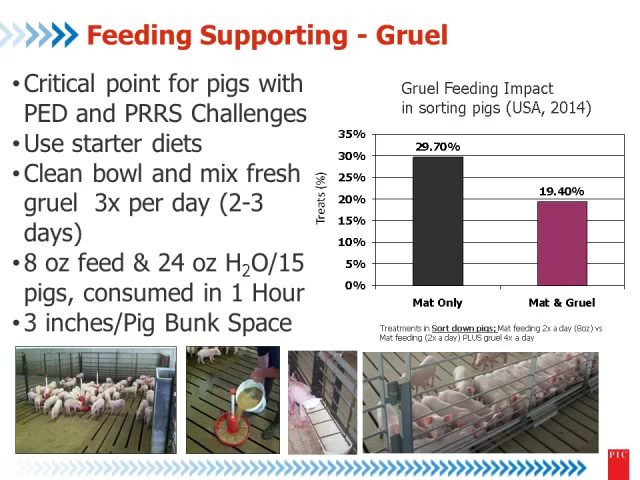 Feeding Supporting - Gruel
•Critical point for pigs with
PED and PRRS Challenges
•Use starter diets
•Clean bowl and mix fresh
gruel 3x per day (2-3
days)
•8 oz feed & 24 oz H₂O/15
pigs, consumed in 1 Hour
•3 inches/Pig Bunk Space
Gruel Feeding Impact
in sorting pigs (USA, 2014)
Treats (%)
35%
30%
25%
20%
15%
10%
5%
0%
29.70%
19.40%
Mat Only
Mat & Gruel
Treatments in Sort down pigs; Mat feeding 2x a day (8oz) vs
Mat feeding (2x a day) PLUS gruel 4x a day
PIC